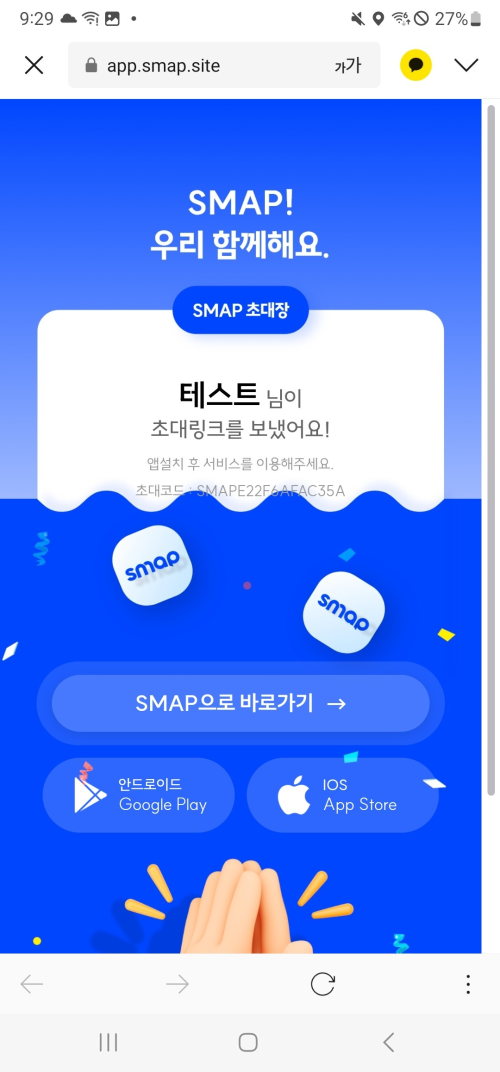 9:29
27%
app.smap.site
가가
SMAP!
우리 함께해요.
SMAP 초대장
테스트 님이
초대링크를 보냈어요!
앱설치 후 서비스를 이용해주세요.
초대코드 : SMAPE22F6AFAC35A
smap
smap
SMAP으로 바로가기 →
안드로이드
Google Play
IOS
App Store